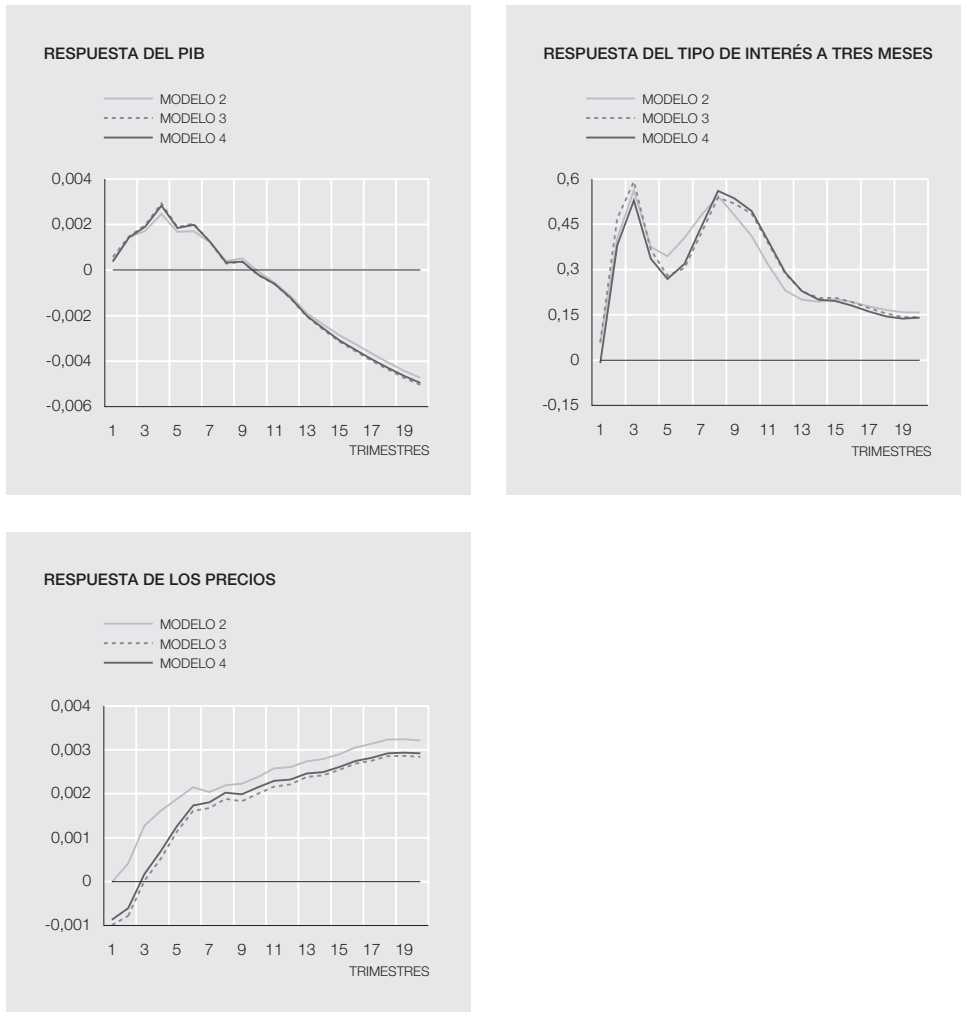 RESPUESTA DEL PIB
MODELO 2
MODELO 3
MODELO 4
0,004
0,002
0
-0,002
-0,004
-0,006
1 3 5 7 9 11 13 15 17 19
TRIMESTRES
RESPUESTA DEL TIPO DE INTERÉS A TRES MESES
MODELO 2
MODELO 3
MODELO 4
0,6
0,45
0,3
0,15
0
-0,15
1 3 5 7 9 11 13 15 17 19
TRIMESTRES
RESPUESTA DE LOS PRECIOS
MODELO 2
MODELO 3
MODELO 4
0,004
0,003
0,002
0,001
0
-0,001
1 3 5 7 9 11 13 15 17 19
TRIMESTRES